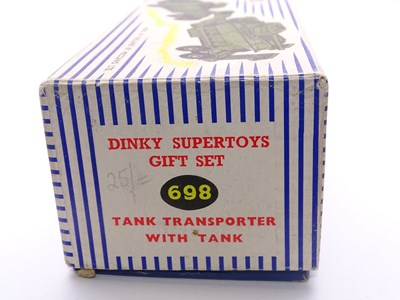 DINKY SUPERTOYS
GIFT SET
698
25/=
TANK TRANSPORTER
WITH TANK